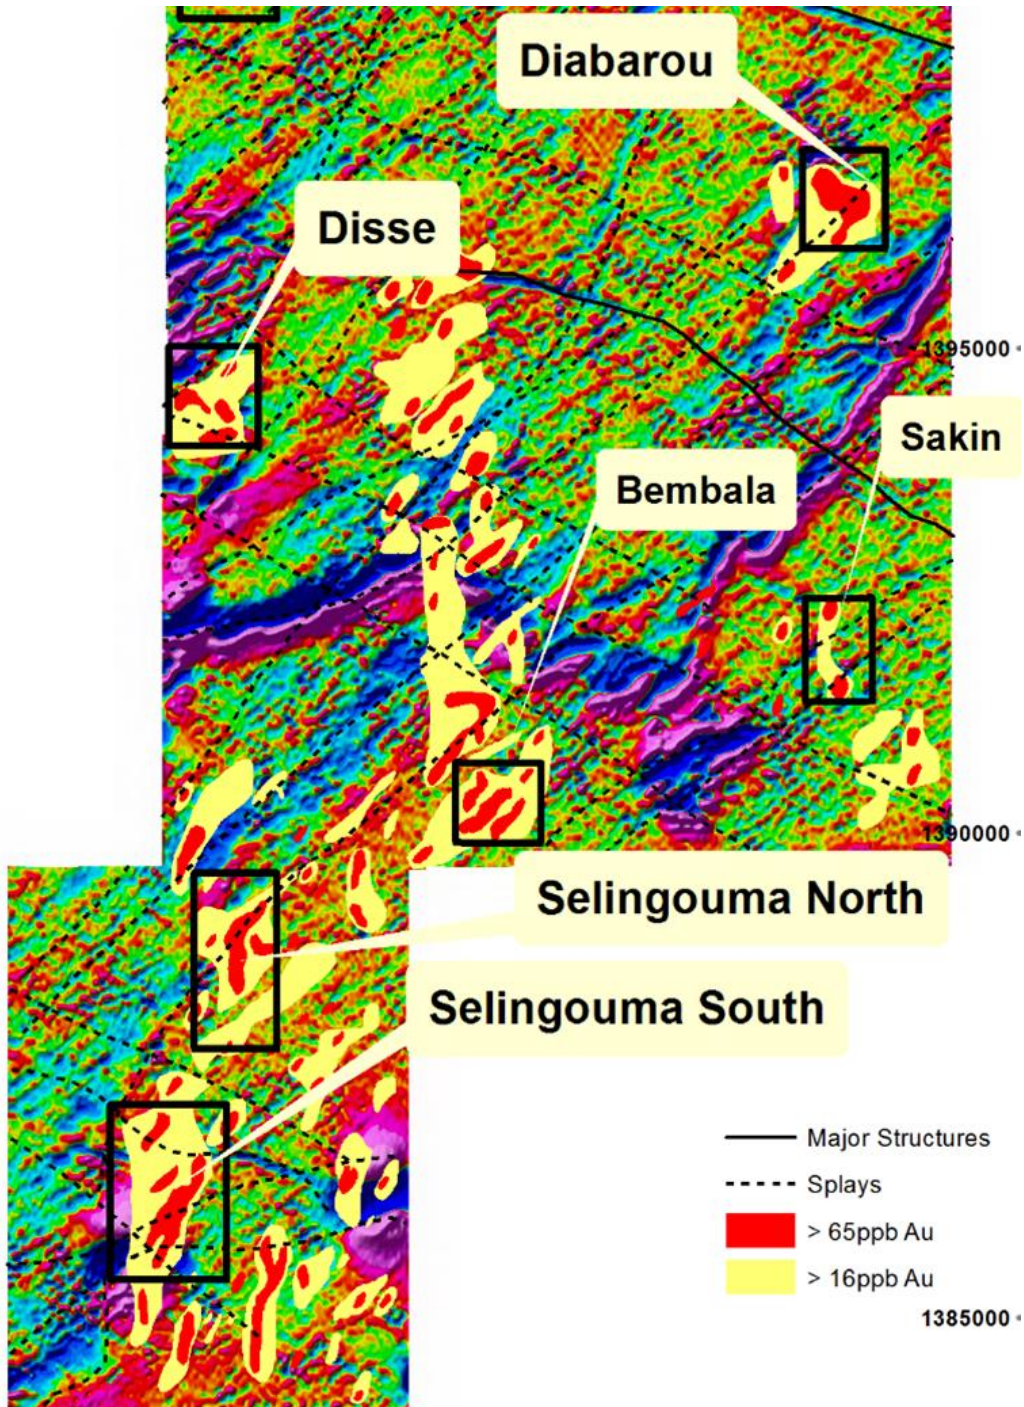 Diabarou
Disse
1395000
Sakin
Bembala
1390000
Selingouma North
Selingouma South
Major Structures
Splays
> 65ppb Au
> 16ppb Au
1385000